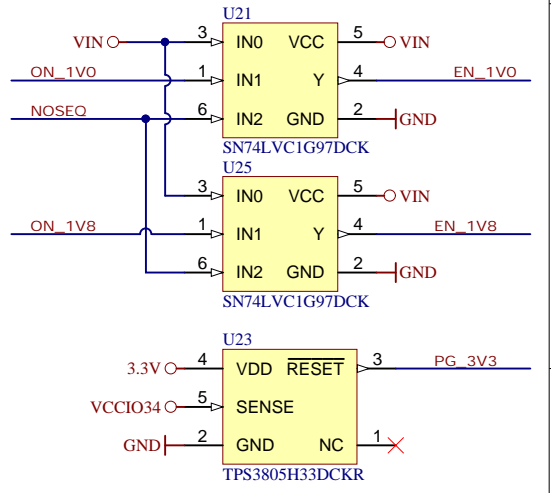 U21
VIN 3 IN0 VCC 5 VIN
ON_1V0 1 IN1 Y 4 EN_1V0
NOSEQ 6 IN2 GND 2 GND
SN74LVC1G97DCK
U25
3 IN0 VCC 5 VIN
ON_1V8 1 IN1 Y 4 EN_1V8
6 IN2 GND 2 GND
SN74LVC1G97DCK
U23
3.3V 4 VDD RESET 3 PG_3V3
VCCIO34 5 SENSE
GND 2 GND NC 1
TPS3805H33DCKR